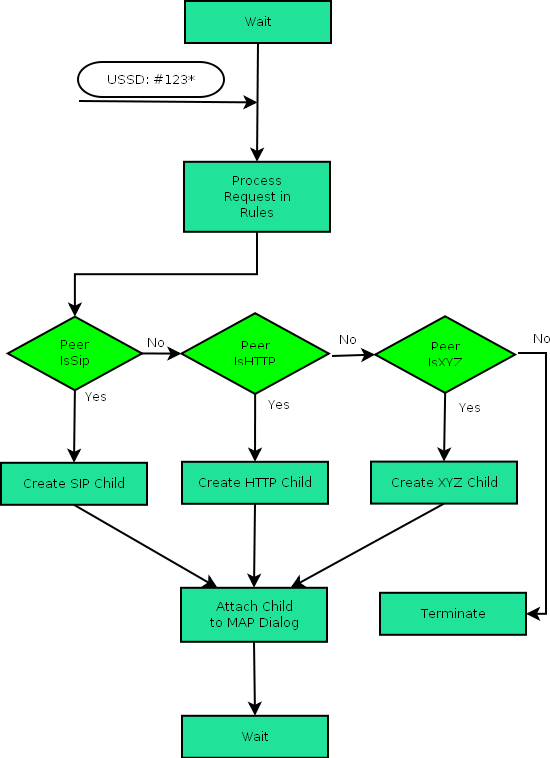 Wait
USSD: #123*
Process
Request in
Rules
Peer
IsSip
No
Peer
IsHTTP
No
Peer
IsXYZ
No
Yes
Yes
Yes
Create SIP Child
Create HTTP Child
Create XYZ Child
Attach Child
to MAP Dialog
Terminate
Wait